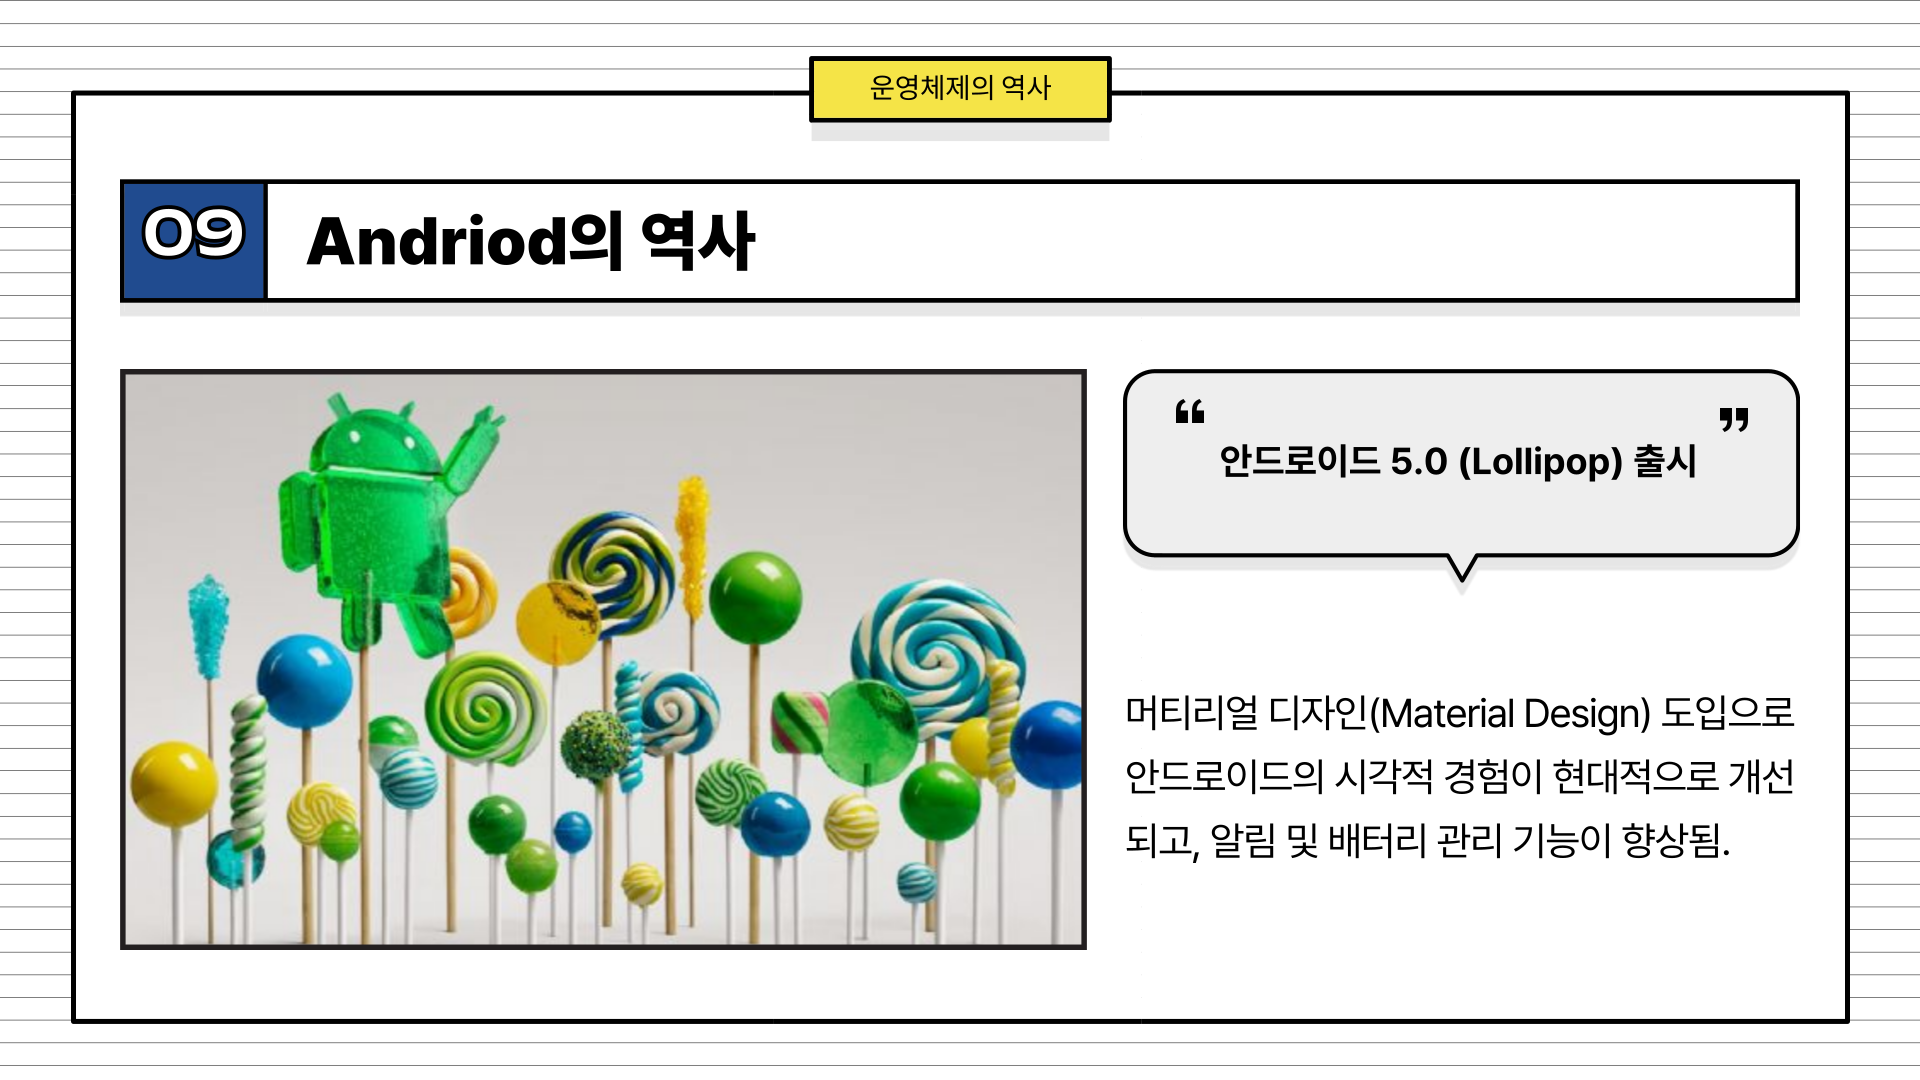 운영체제의 역사
09
Andriod의 역사
“ ”
안드로이드 5.0 (Lollipop) 출시
머티리얼 디자인(Material Design) 도입으로
안드로이드의 시각적 경험이 현대적으로 개선
되고, 알림 및 배터리 관리 기능이 향상됨.